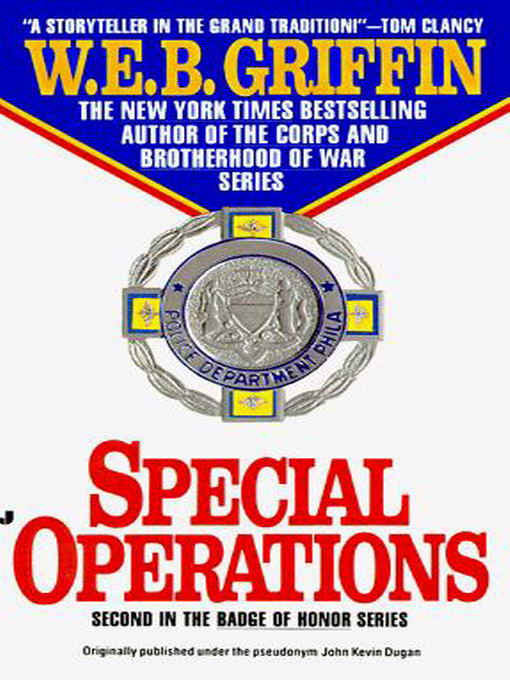 "A STORYTELLER IN THE GRAND TRADITION!"—TOM CLANCY
W.E.B. GRIFFIN
THE NEW YORK TIMES BESTSELLING
AUTHOR OF THE CORPS AND
BROTHERHOOD OF WAR
SERIES
POLICE DEPARTMENT PHILA
SPECIAL
OPERATIONS
SECOND IN THE BADGE OF HONOR SERIES
Originally published under the pseudonym John Kevin Dugan